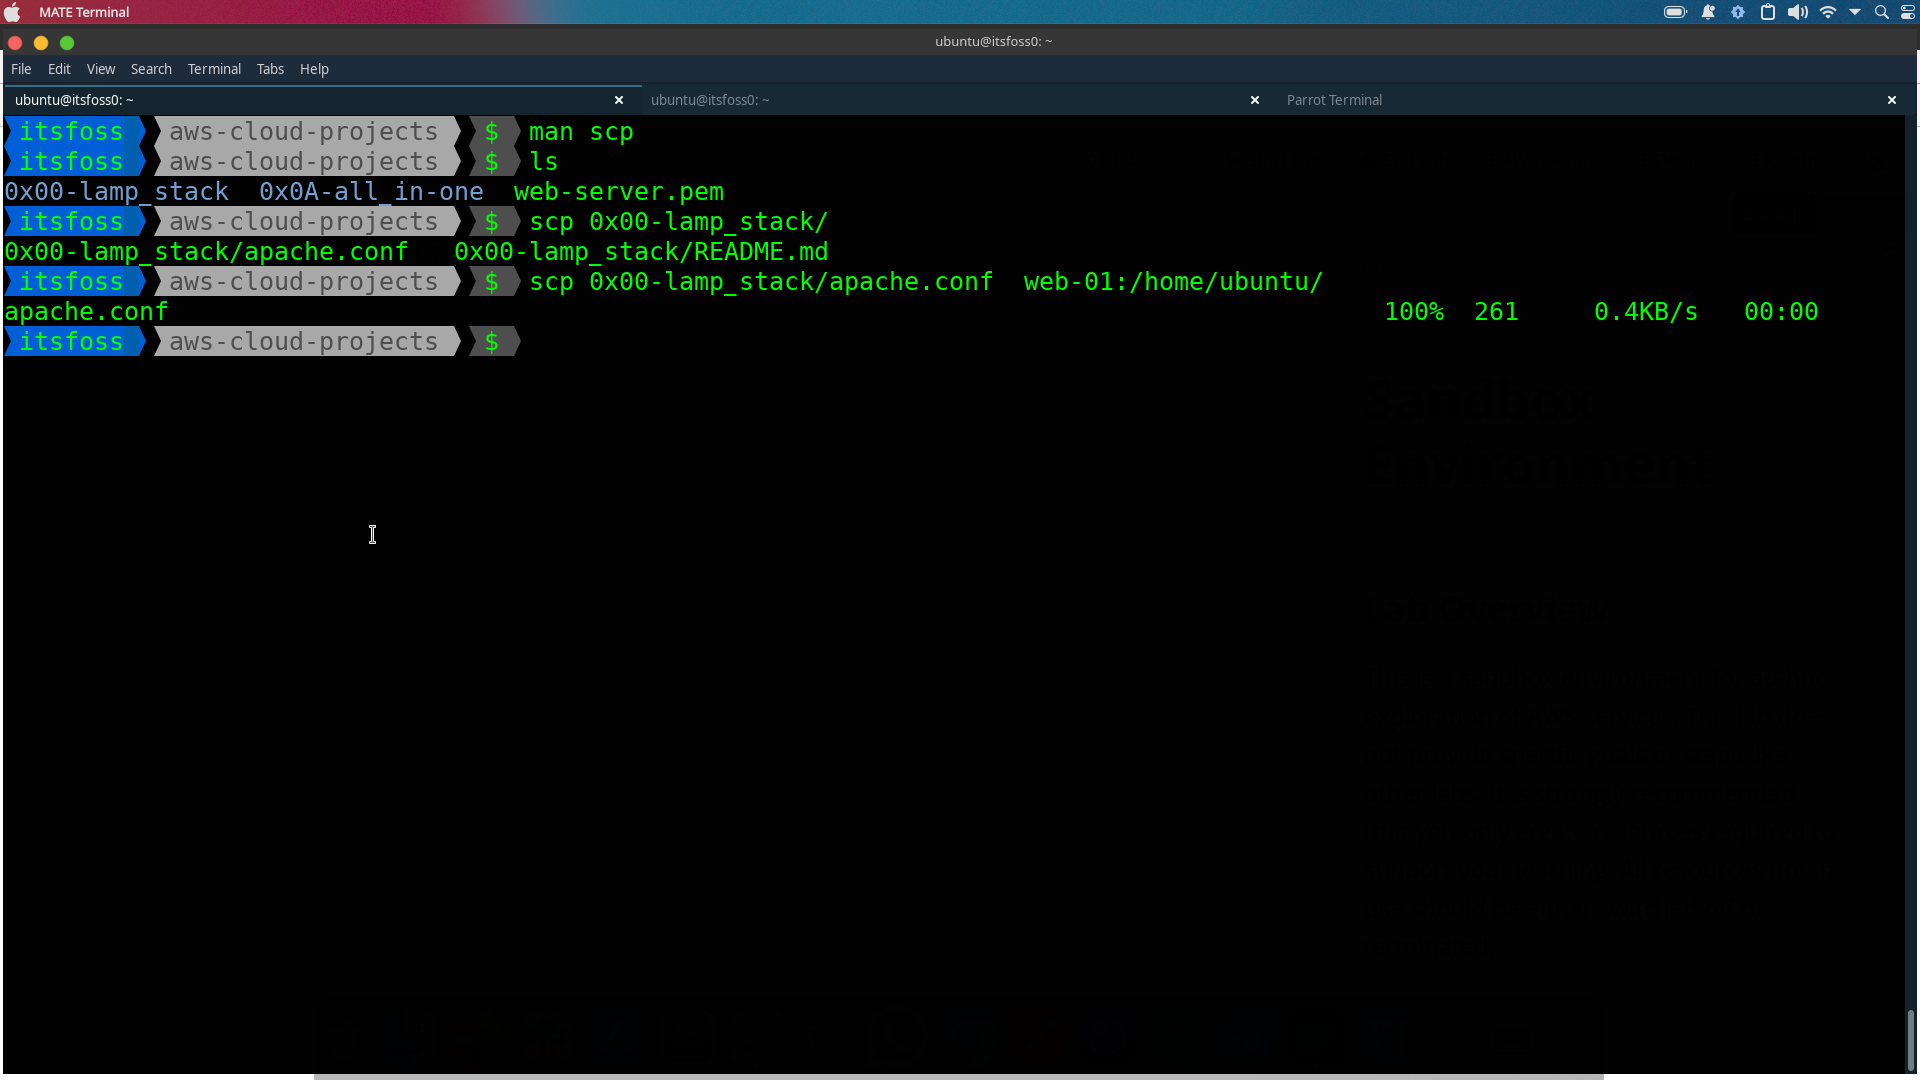 MATE Terminal
ubuntu@itsfoss0: ~
File Edit View Search Terminal Tabs Help
ubuntu@itsfoss0: ~ × ubuntu@itsfoss0: ~ × Parrot Terminal ×
itsfoss aws-cloud-projects $ man scp
itsfoss aws-cloud-projects $ ls
0x00-lamp_stack 0x0A-all_in-one web-server.pem
itsfoss aws-cloud-projects $ scp 0x00-lamp_stack/
0x00-lamp_stack/apache.conf 0x00-lamp_stack/README.md
itsfoss aws-cloud-projects $ scp 0x00-lamp_stack/apache.conf web-01:/home/ubuntu/
apache.conf 100% 261 0.4KB/s 00:00
itsfoss aws-cloud-projects $
Sandbox
Environment
Lab Overview